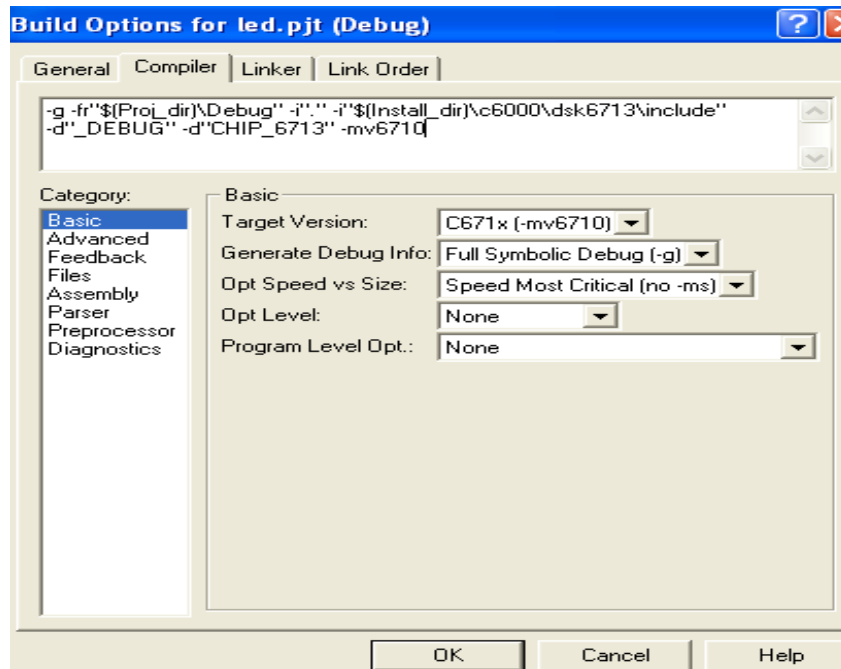 Build Options for led.pjt (Debug)
General Compiler Linker Link Order
-g -fr"$(Proj_dir)\Debug" -i"." -i"$(Install_dir)\c6000\dsk6713\include"
-d"_DEBUG" -d"CHIP_6713" -mv6710
Category:
Basic
Advanced
Feedback
Files
Assembly
Parser
Preprocessor
Diagnostics
Basic
Target Version: C671x (-mv6710)
Generate Debug Info: Full Symbolic Debug (-g)
Opt Speed vs Size: Speed Most Critical (no -ms)
Opt Level: None
Program Level Opt.: None
OK Cancel Help